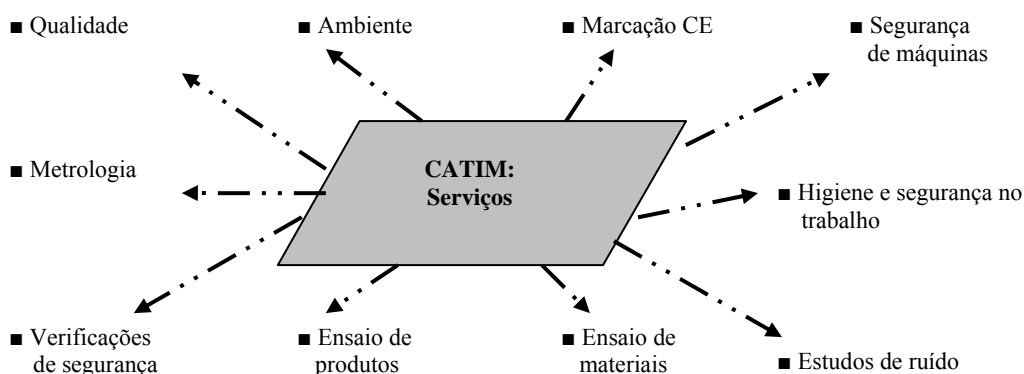 ■ Qualidade
■ Ambiente
■ Marcação CE
■ Segurança
de máquinas
■ Metrologia
CATIM:
Serviços
■ Higiene e segurança no
trabalho
■ Verificações
de segurança
■ Ensaio de
produtos
■ Ensaio de
materiais
■ Estudos de ruído